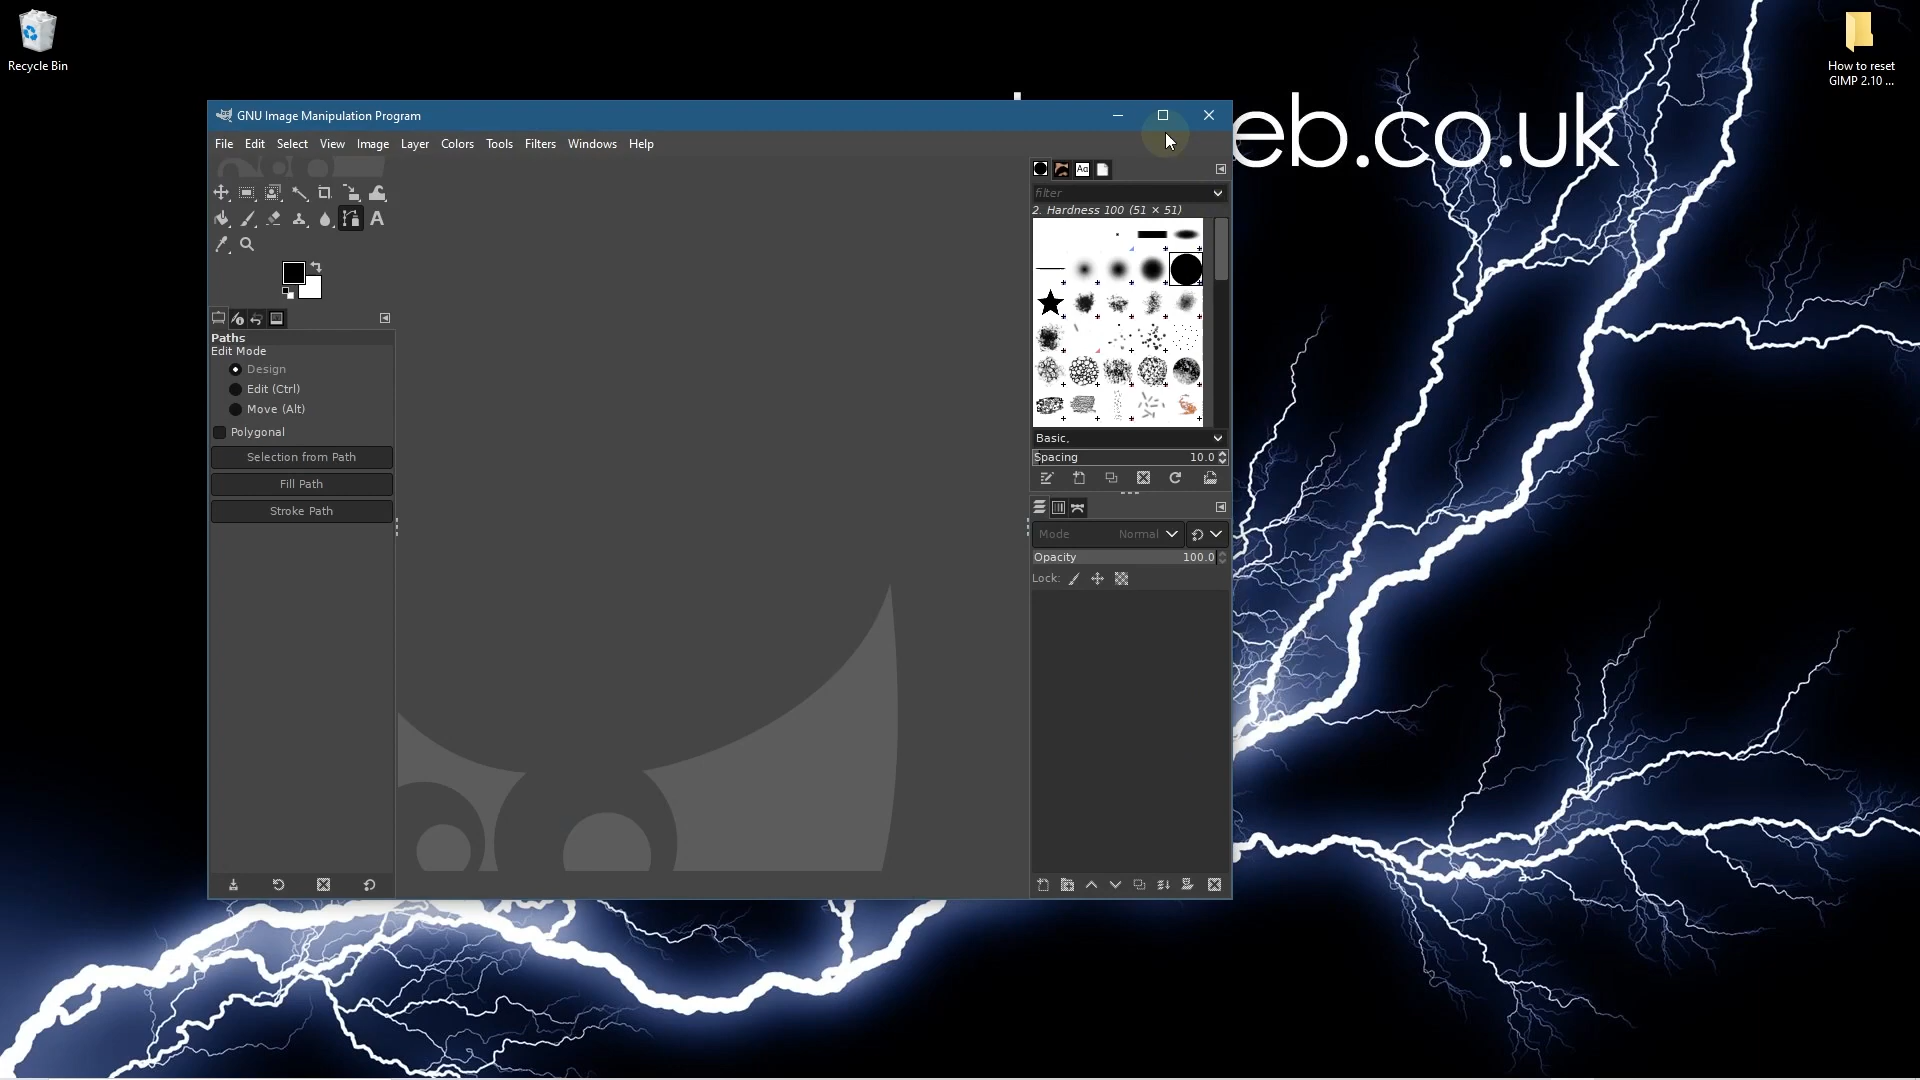 Recycle Bin
How to reset
GIMP 2.10 ...
eb.co.uk
GNU Image Manipulation Program
File Edit Select View Image Layer Colors Tools Filters Windows Help
Aa
filter
2. Hardness 100 (51 × 51)
A
Paths
Edit Mode
Design
Edit (Ctrl)
Move (Alt)
Polygonal
Selection from Path
Fill Path
Stroke Path
Basic,
Spacing 10.0
Mode Normal
Opacity 100.0
Lock: